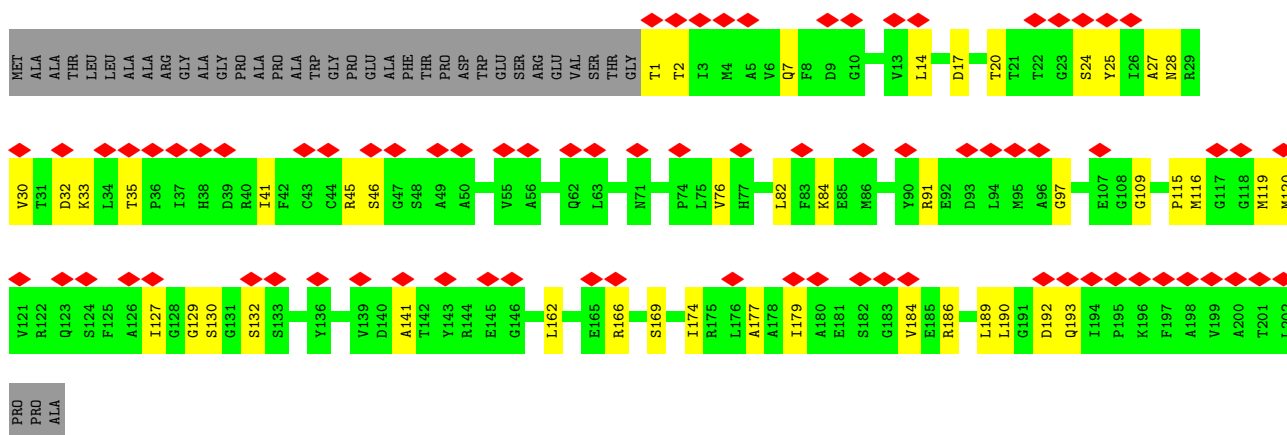 MET ALA ALA THR LEU LEU ALA ALA ARG GLY ALA GLY PRO ALA PRO ALA TRP GLY PRO GLU ALA PHE THR PRO ASP TRP GLU SER ARG GLU VAL SER THR GLY T1 T2 I3 M4 A5 V6 Q7 F8 D9 G10 V13 L14 D17 T20 T21 T22 G23 S24 Y25 I26 A27 N28 R29
V30 T31 D32 K33 L34 T35 P36 I37 H38 D39 R40 I41 F42 C43 C44 R45 S46 G47 S48 A49 A50 V55 A56 Q62 L63 N71 P74 L75 V76 H77 L82 F83 K84 E85 M86 Y90 R91 E92 D93 L94 M95 A96 G97 E107 G108 G109 P115 M116 G117 G118 M119 M120
V121 R122 Q123 S124 F125 A126 I127 G128 G129 S130 G131 S132 S133 Y136 V139 D140 A141 T142 Y143 R144 E145 G146 L162 E165 R166 S169 I174 R175 L176 A177 A178 I179 A180 E181 S182 G183 V184 E185 R186 L189 L190 G191 D192 Q193 I194 P195 K196 F197 A198 V199 A200 T201
PRO PRO ALA